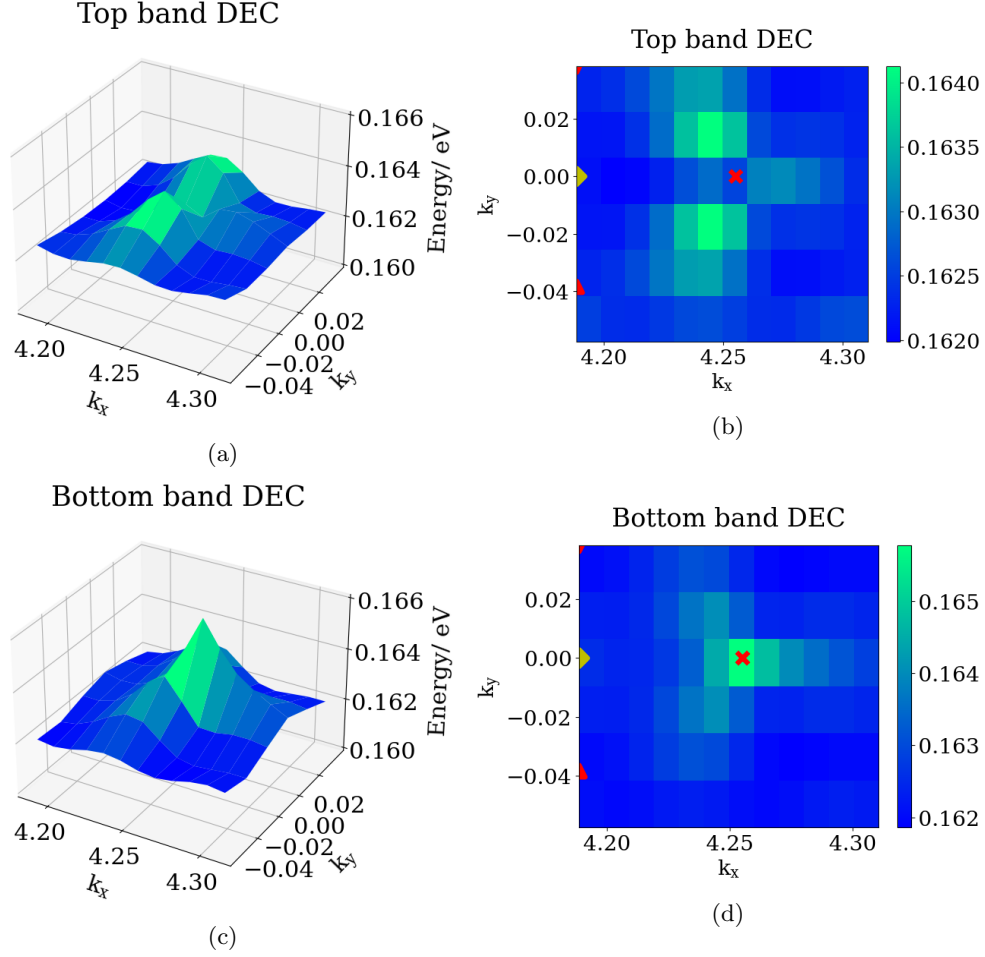 Top band DEC
0.166
0.164
0.162
0.160
Energy/ eV
4.20
4.25
4.30
kₓ
0.02
0.00
−0.02
−0.04
k_y
(a)
Top band DEC
0.02
0.00
−0.02
−0.04
k_y
4.20
4.25
4.30
kₓ
0.1640
0.1635
0.1630
0.1625
0.1620
(b)
Bottom band DEC
0.166
0.164
0.162
0.160
Energy/ eV
4.20
4.25
4.30
kₓ
0.02
0.00
−0.02
−0.04
k_y
(c)
Bottom band DEC
0.02
0.00
−0.02
−0.04
k_y
4.20
4.25
4.30
kₓ
0.165
0.164
0.163
0.162
(d)